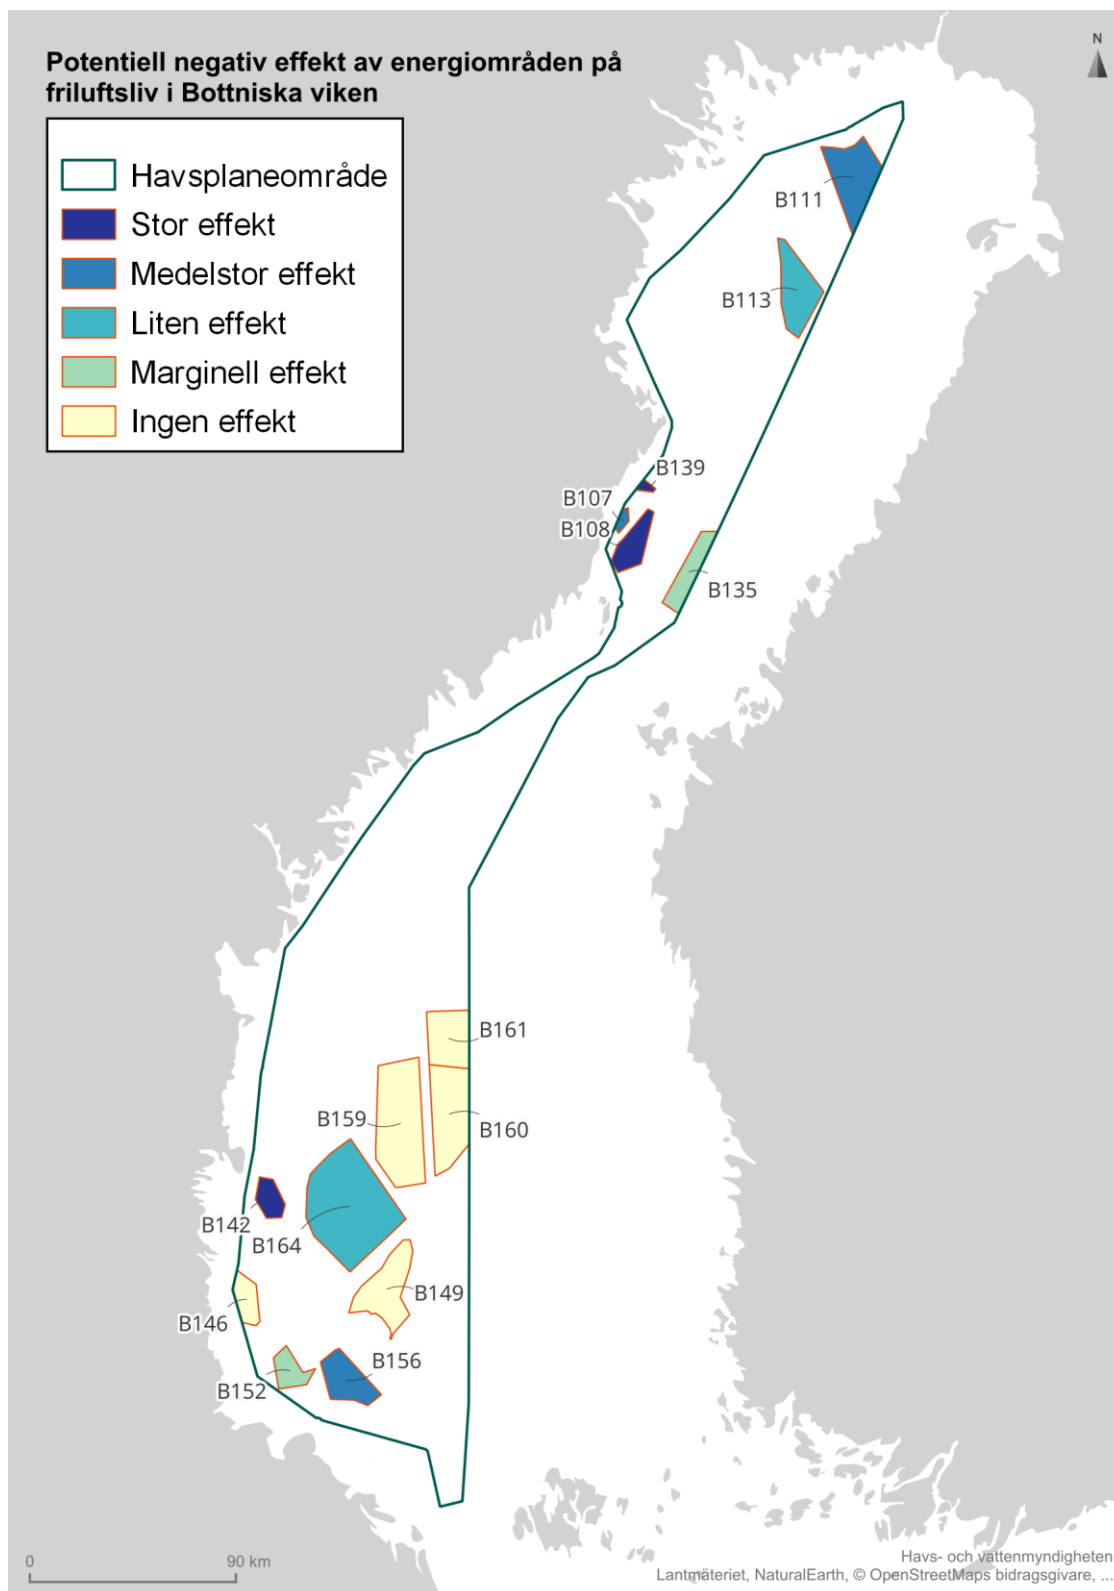 Potentiell negativ effekt av energiområden på
friluftsliv i Bottniska viken
N
Havsplaneområde
Stor effekt
Medelstor effekt
Liten effekt
Marginell effekt
Ingen effekt
B111
B113
B139
B107
B108
B135
B161
B159
B160
B142
B164
B149
B146
B156
B152
0 90 km
Havs- och vattenmyndigheten
Lantmäteriet, NaturalEarth, © OpenStreetMaps bidragsgivare, ...